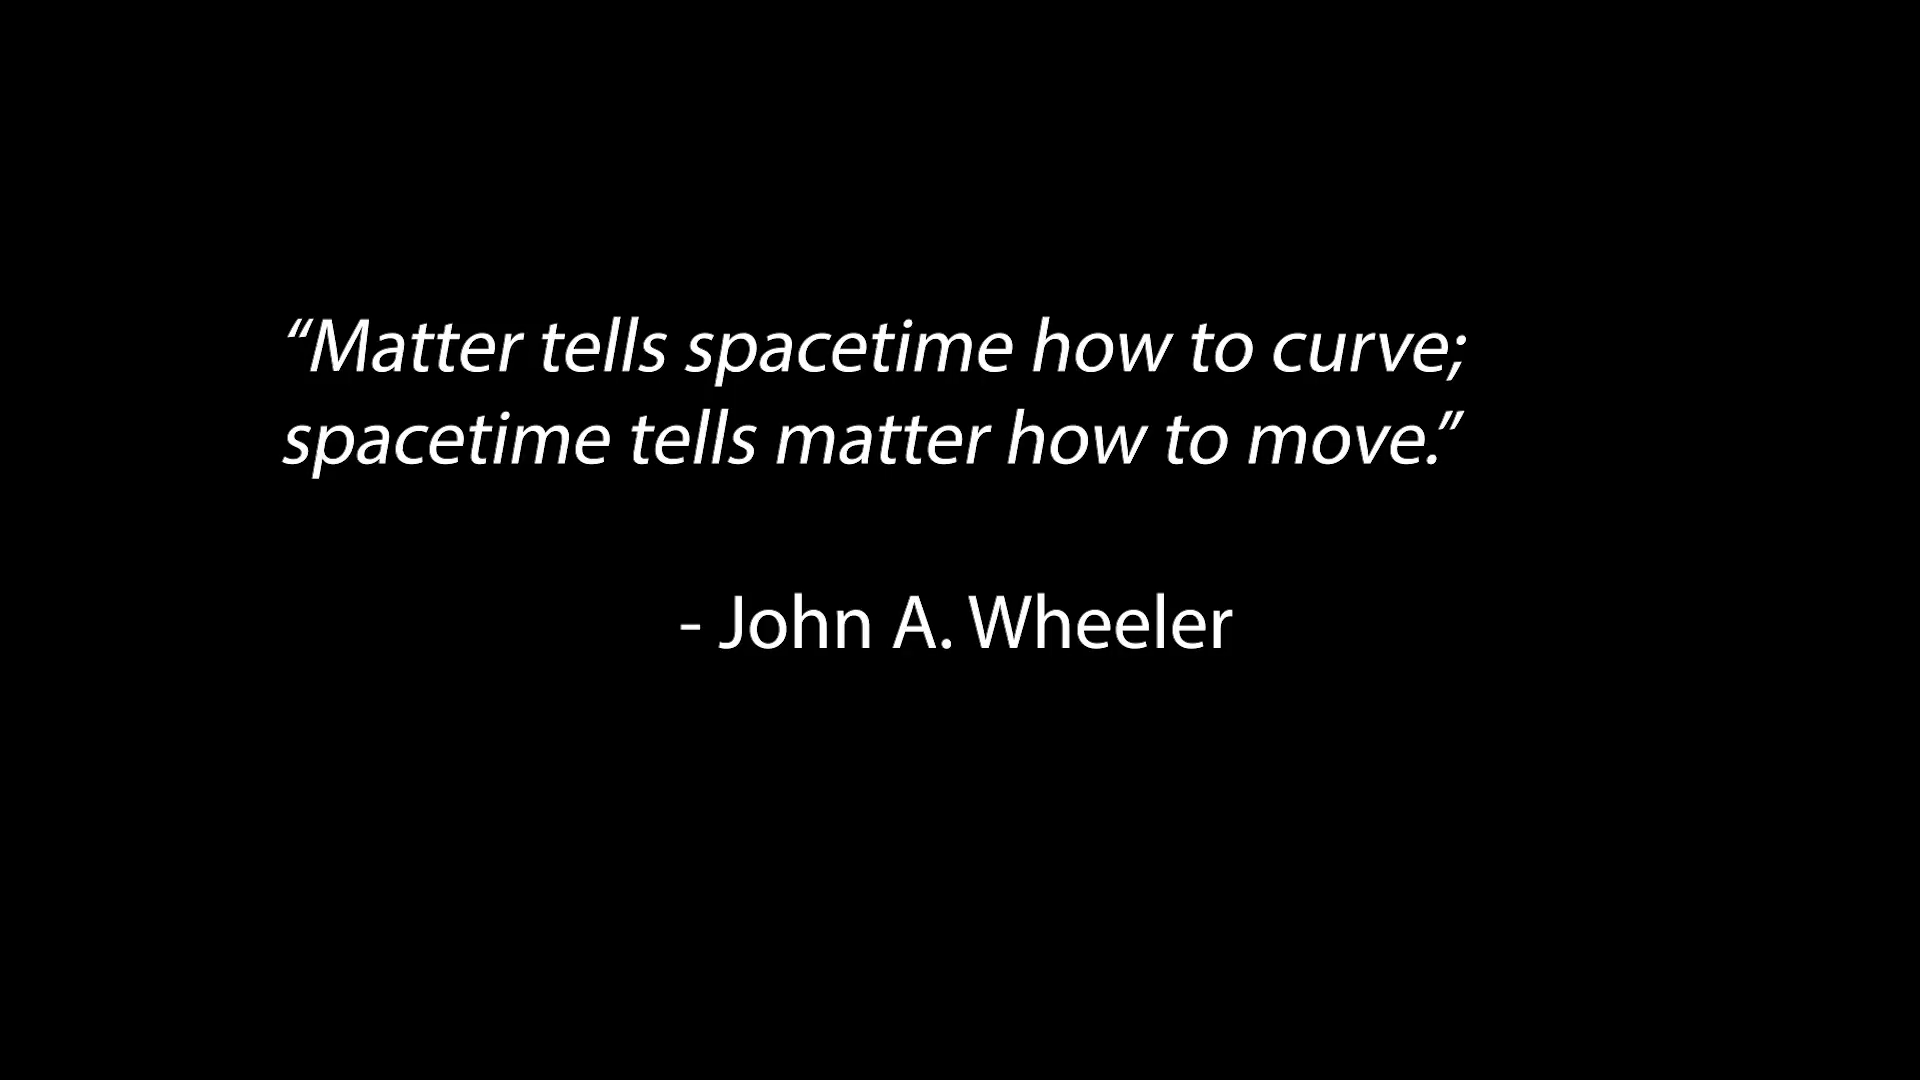 “Matter tells spacetime how to curve;
spacetime tells matter how to move.”
- John A. Wheeler